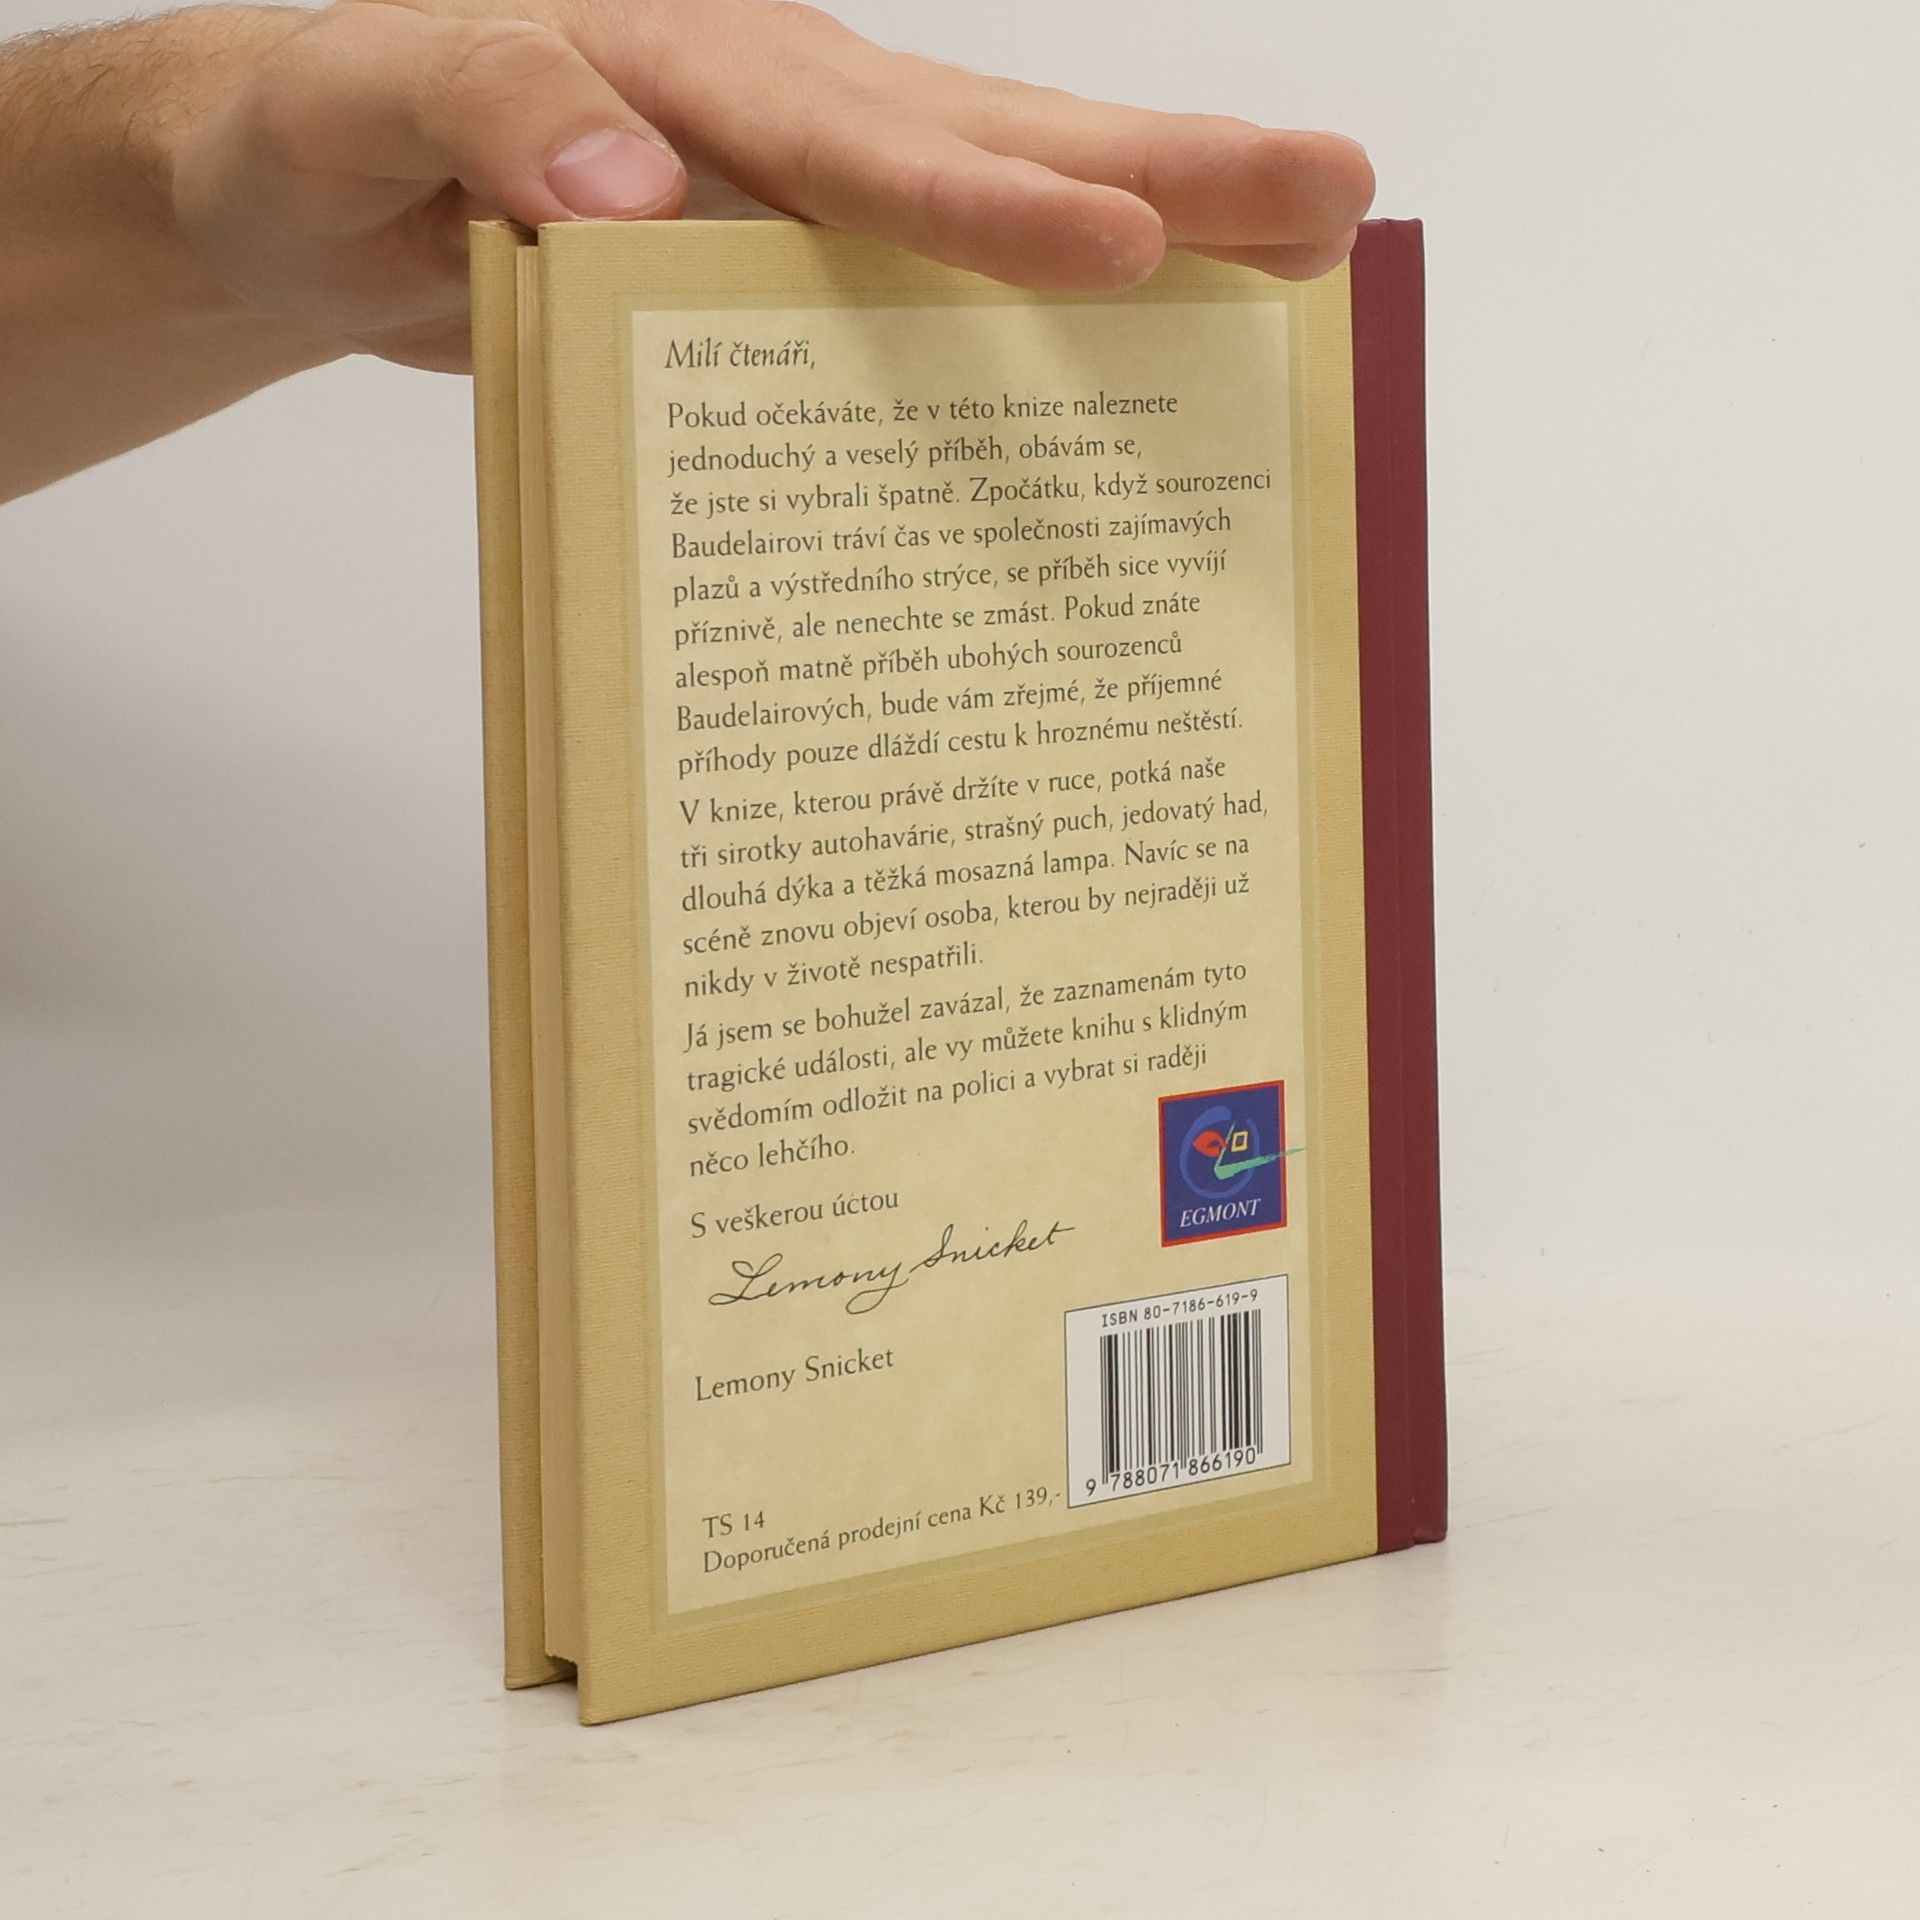 Milí čtenáři,
Pokud očekáváte, že v této knize naleznete
jednoduchý a veselý příběh, obávám se,
že jste si vybrali špatně. Zpočátku, když sourozenci
Baudelairovi tráví čas ve společnosti zajímavých
plazů a výstředního strýce, se příběh sice vyvíjí
příznivě, ale nenechte se zmást. Pokud znáte
alespoň matně příběh ubohých sourozenců
Baudelairových, bude vám zřejmé, že příjemné
příhody pouze dláždí cestu k hroznému neštěstí.
V knize, kterou právě držíte v ruce, potká naše
tři sirotky autohavárie, strašný puch, jedovatý had,
dlouhá dýka a těžká mosazná lampa. Navíc se na
scéně znovu objeví osoba, kterou by nejraději už
nikdy v životě nespatřili.
Já jsem se bohužel zavázal, že zaznamenám tyto
tragické události, ale vy můžete knihu s klidným
svědomím odložit na polici a vybrat si raději
něco lehčího.
S veškerou úctou
Lemony Snicket
EGMONT
Lemony Snicket
ISBN 80-7186-619-9
9 788071 866190
TS 14
Doporučená prodejní cena Kč 139,-